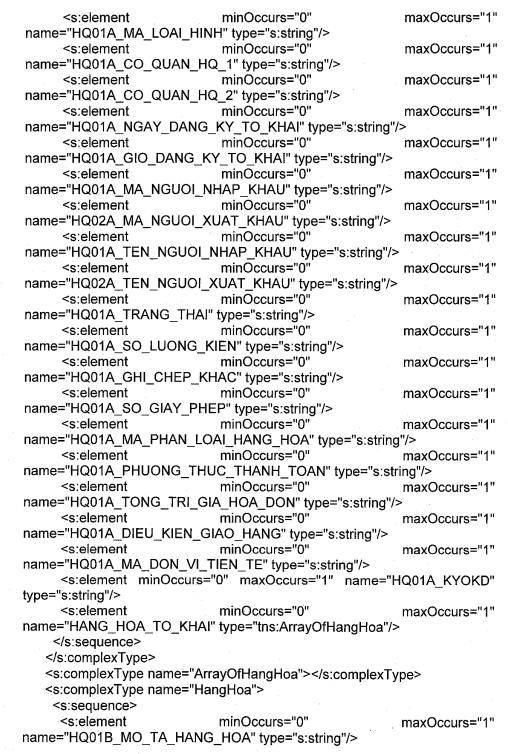 <s:element minOccurs="0" maxOccurs="1"
name="HQ01A_MA_LOAI_HINH" type="s:string"/>
<s:element minOccurs="0" maxOccurs="1"
name="HQ01A_CO_QUAN_HQ_1" type="s:string"/>
<s:element minOccurs="0" maxOccurs="1"
name="HQ01A_CO_QUAN_HQ_2" type="s:string"/>
<s:element minOccurs="0" maxOccurs="1"
name="HQ01A_NGAY_DANG_KY_TO_KHAI" type="s:string"/>
<s:element minOccurs="0" maxOccurs="1"
name="HQ01A_GIO_DANG_KY_TO_KHAI" type="s:string"/>
<s:element minOccurs="0" maxOccurs="1"
name="HQ01A_MA_NGUOI_NHAP_KHAU" type="s:string"/>
<s:element minOccurs="0" maxOccurs="1"
name="HQ02A_MA_NGUOI_XUAT_KHAU" type="s:string"/>
<s:element minOccurs="0" maxOccurs="1"
name="HQ01A_TEN_NGUOI_NHAP_KHAU" type="s:string"/>
<s:element minOccurs="0" maxOccurs="1"
name="HQ02A_TEN_NGUOI_XUAT_KHAU" type="s:string"/>
<s:element minOccurs="0" maxOccurs="1"
name="HQ01A_TRANG_THAI" type="s:string"/>
<s:element minOccurs="0" maxOccurs="1"
name="HQ01A_SO_LUONG_KIEN" type="s:string"/>
<s:element minOccurs="0" maxOccurs="1"
name="HQ01A_GHI_CHEP_KHAC" type="s:string"/>
<s:element minOccurs="0" maxOccurs="1"
name="HQ01A_SO_GIAY_PHEP" type="s:string"/>
<s:element minOccurs="0" maxOccurs="1"
name="HQ01A_MA_PHAN_LOAI_HANG_HOA" type="s:string"/>
<s:element minOccurs="0" maxOccurs="1"
name="HQ01A_PHUONG_THUC_THANH_TOAN" type="s:string"/>
<s:element minOccurs="0" maxOccurs="1"
name="HQ01A_TONG_TRI_GIA_HOA_DON" type="s:string"/>
<s:element minOccurs="0" maxOccurs="1"
name="HQ01A_DIEU_KIEN_GIAO_HANG" type="s:string"/>
<s:element minOccurs="0" maxOccurs="1"
name="HQ01A_MA_DON_VI_TIEN_TE" type="s:string"/>
<s:element minOccurs="0" maxOccurs="1" name="HQ01A_KYOKD"
type="s:string"/>
<s:element minOccurs="0" maxOccurs="1"
name="HANG_HOA_TO_KHAI" type="tns:ArrayOfHangHoa"/>
</s:sequence>
</s:complexType>
<s:complexType name="ArrayOfHangHoa"></s:complexType>
<s:complexType name="HangHoa">
<s:sequence>
<s:element minOccurs="0" maxOccurs="1"
name="HQ01B_MO_TA_HANG_HOA" type="s:string"/>